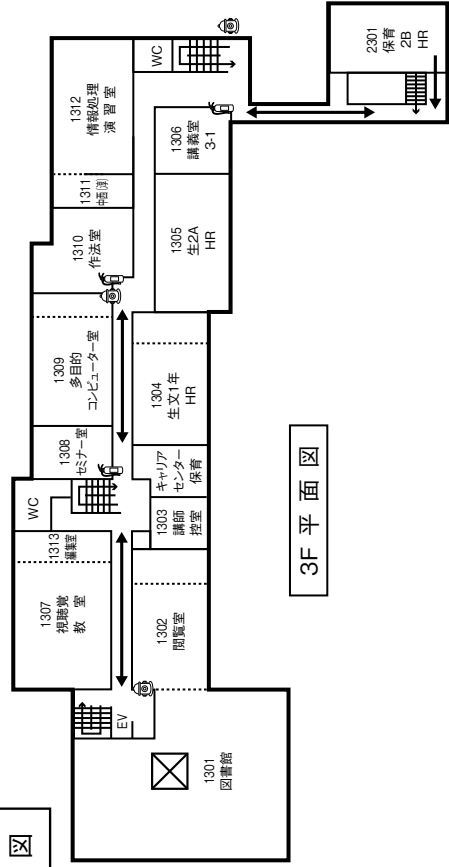 2301
保育
2B
HR
WC
1312
情報処理
演習室
1306
講義室
3-1
1311
中西(淳)
1310
作法室
1305
生2A
HR
1309
多目的
コンピューター室
1304
生文1年
HR
1308
セミナー室
キャリア
センター
保育
WC
1303
講師
控室
1313
編集室
1307
視聴覚
教室
1302
閲覧室
EV
1301
図書館
3F 平面図
図